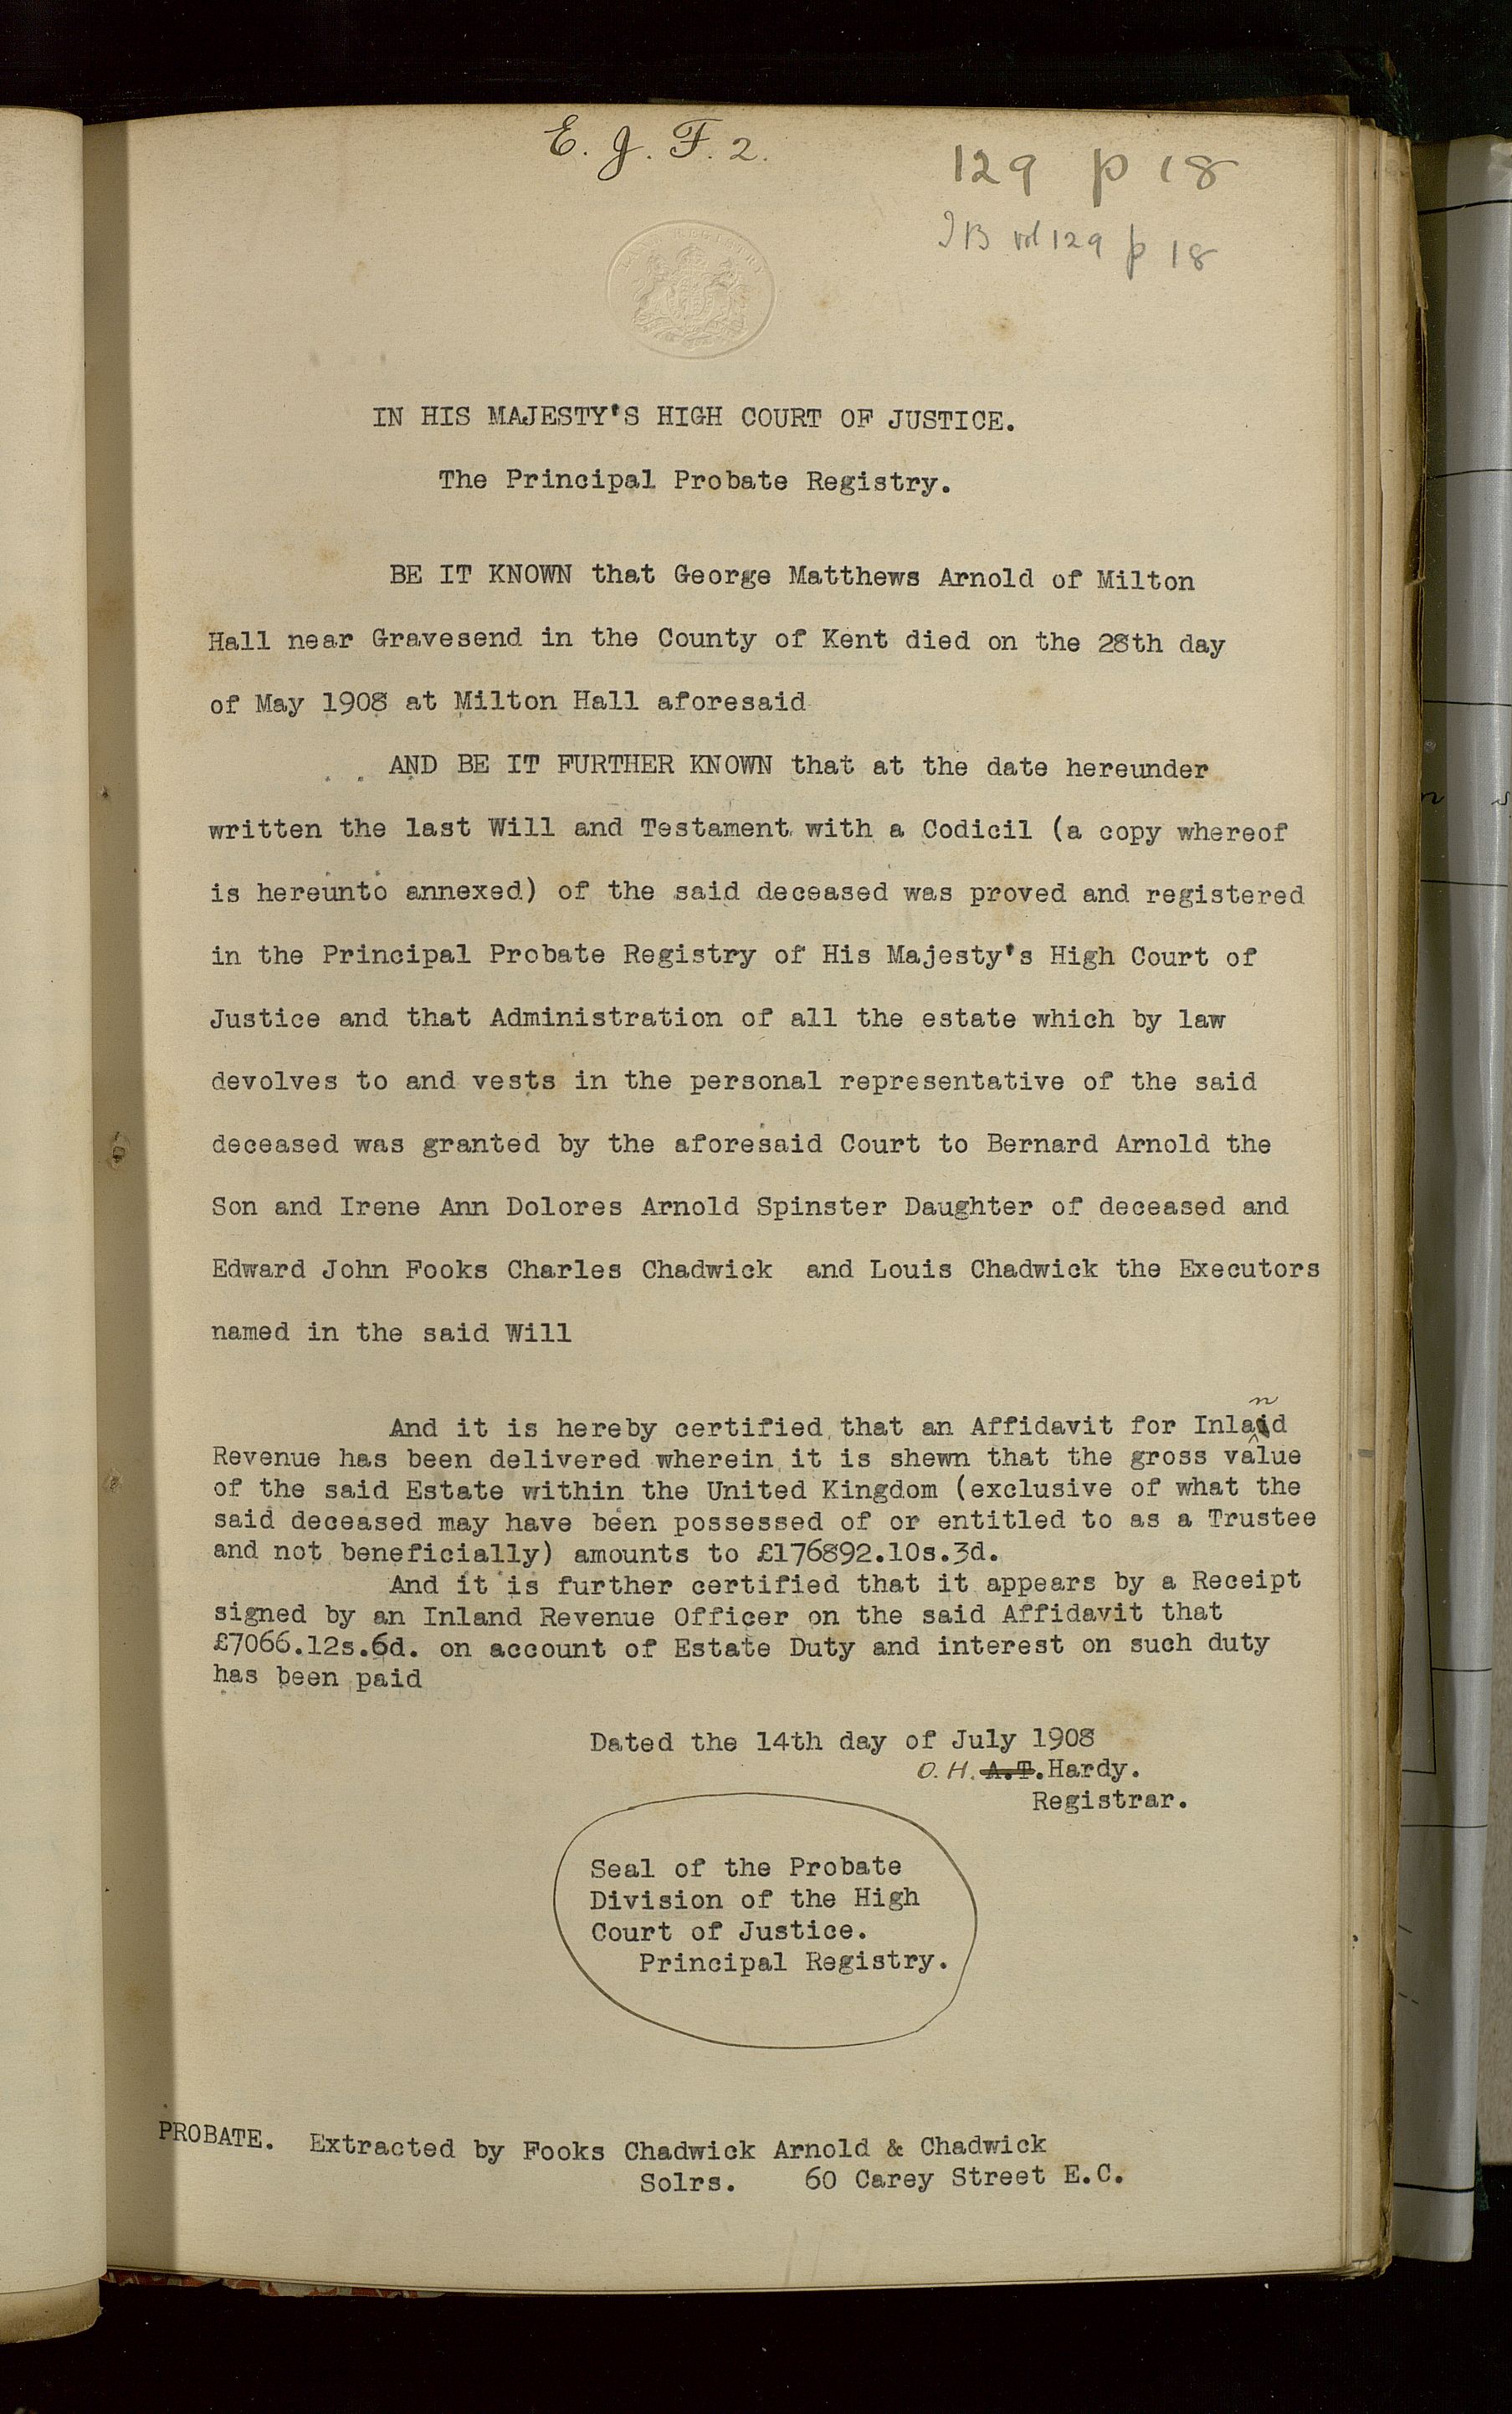 E. J. F. 2.
129 p 18
vol 129 p 18
IN HIS MAJESTY'S HIGH COURT OF JUSTICE.
The Principal Probate Registry.
BE IT KNOWN that George Matthews Arnold of Milton
Hall near Gravesend in the County of Kent died on the 28th day
of May 1908 at Milton Hall aforesaid
AND BE IT FURTHER KNOWN that at the date hereunder
written the last Will and Testament with a Codicil (a copy whereof
is hereunto annexed) of the said deceased was proved and registered
in the Principal Probate Registry of His Majesty's High Court of
Justice and that Administration of all the estate which by law
devolves to and vests in the personal representative of the said
deceased was granted by the aforesaid Court to Bernard Arnold the
Son and Irene Ann Dolores Arnold Spinster Daughter of deceased and
Edward John Fooks Charles Chadwick and Louis Chadwick the Executors
named in the said Will
And it is hereby certified that an Affidavit for Inland
Revenue has been delivered wherein it is shewn that the gross value
of the said Estate within the United Kingdom (exclusive of what the
said deceased may have been possessed of or entitled to as a Trustee
and not beneficially) amounts to £176892.10s.3d.
And it is further certified that it appears by a Receipt
signed by an Inland Revenue Officer on the said Affidavit that
£7066.12s.6d. on account of Estate Duty and interest on such duty
has been paid
Dated the 14th day of July 1908
O. H. A.T.Hardy.
Registrar.
Seal of the Probate
Division of the High
Court of Justice.
Principal Registry.
PROBATE. Extracted by Fooks Chadwick Arnold & Chadwick
Solrs. 60 Carey Street E.C.